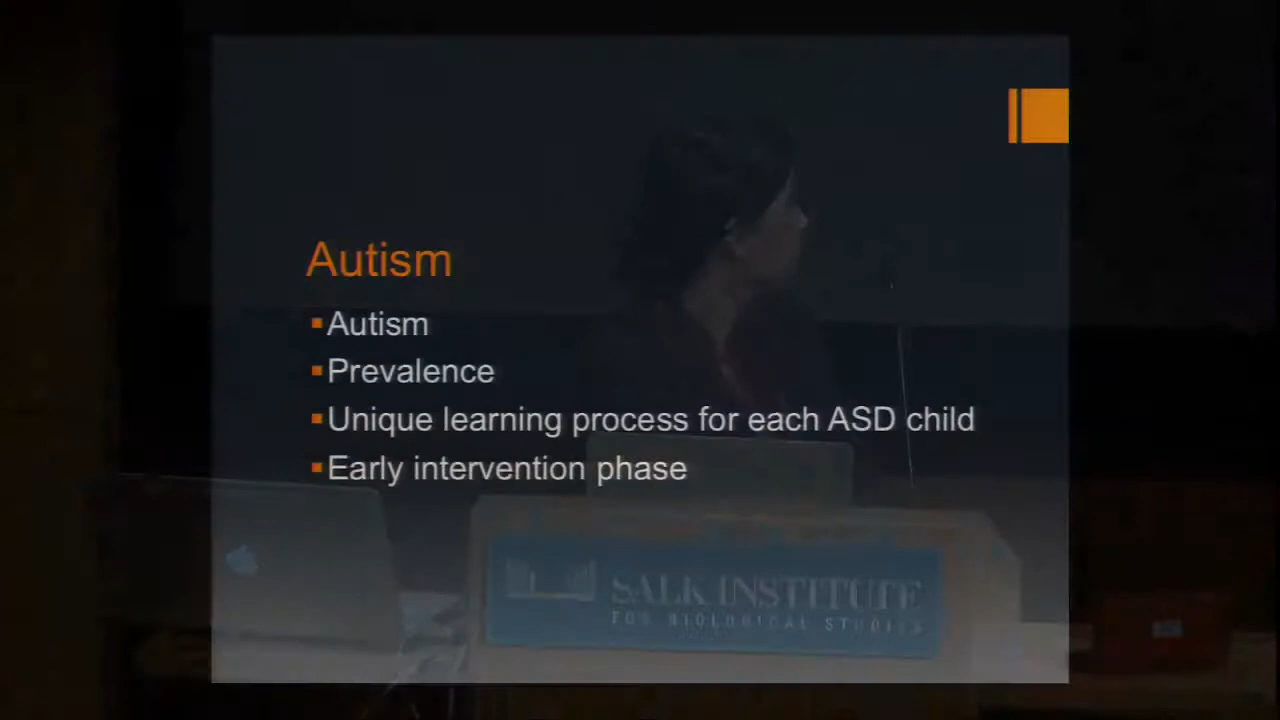 Autism
Autism
Prevalence
Unique learning process for each ASD child
Early intervention phase
SALK INSTITUTE
FOR BIOLOGICAL STUDIES